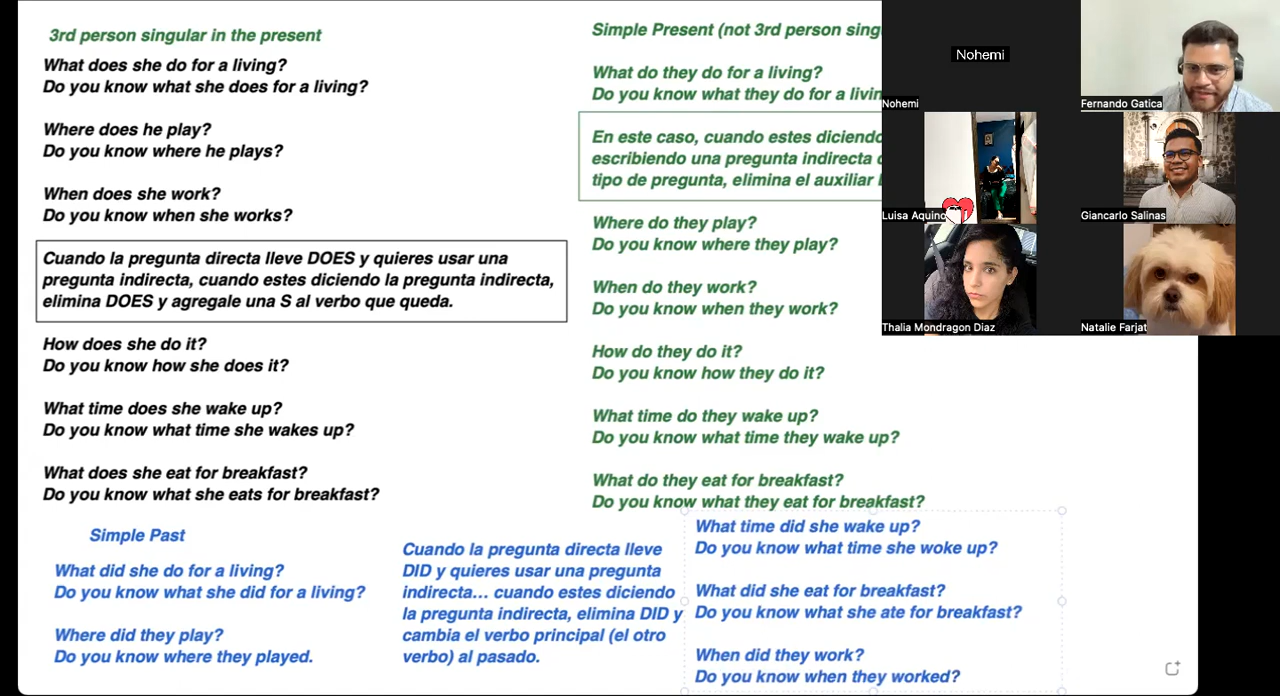 3rd person singular in the present
What does she do for a living?
Do you know what she does for a living?
Where does he play?
Do you know where he plays?
When does she work?
Do you know when she works?
Cuando la pregunta directa lleve DOES y quieres usar una
pregunta indirecta, cuando estes diciendo la pregunta indirecta,
elimina DOES y agregale una S al verbo que queda.
How does she do it?
Do you know how she does it?
What time does she wake up?
Do you know what time she wakes up?
What does she eat for breakfast?
Do you know what she eats for breakfast?
Simple Present (not 3rd person
What do they do for a living?
Do you know what they do for a
En este caso, cuando estes diciendo
escribiendo una pregunta indirecta
tipo de pregunta, elimina el auxiliar
Where do they play?
Do you know where they play?
When do they work?
Do you know when they work?
How do they do it?
Do you know how they do it?
What time do they wake up?
Do you know what time they wake up?
What do they eat for breakfast?
Do you know what they eat for breakfast?
Simple Past
What did she do for a living?
Do you know what she did for a living?
Where did they play?
Do you know where they played.
Cuando la pregunta directa lleve
DID y quieres usar una pregunta
indirecta... cuando estes diciendo
la pregunta indirecta, elimina DID y
cambia el verbo principal (el otro
verbo) al pasado.
What time did she wake up?
Do you know what time she woke up?
What did she eat for breakfast?
Do you know what she ate for breakfast?
When did they work?
Do you know when they worked?
Nohemi
Nohemi
Fernando Gatica
Luisa Aquino
Giancarlo Salinas
Thalia Mondragon Diaz
Natalie Farjat